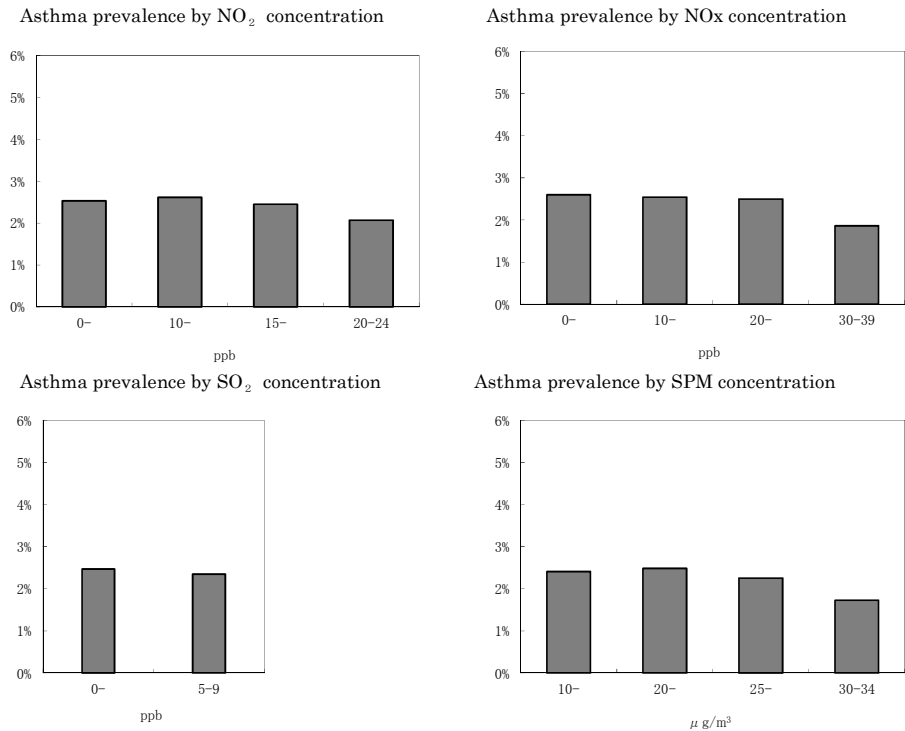 Asthma prevalence by NO₂ concentration
6%
5%
4%
3%
2%
1%
0%
0- 10- 15- 20-24
ppb
Asthma prevalence by NOx concentration
6%
5%
4%
3%
2%
1%
0%
0- 10- 20- 30-39
ppb
Asthma prevalence by SO₂ concentration
6%
5%
4%
3%
2%
1%
0%
0- 5-9
ppb
Asthma prevalence by SPM concentration
6%
5%
4%
3%
2%
1%
0%
10- 20- 25- 30-34
μg/m³